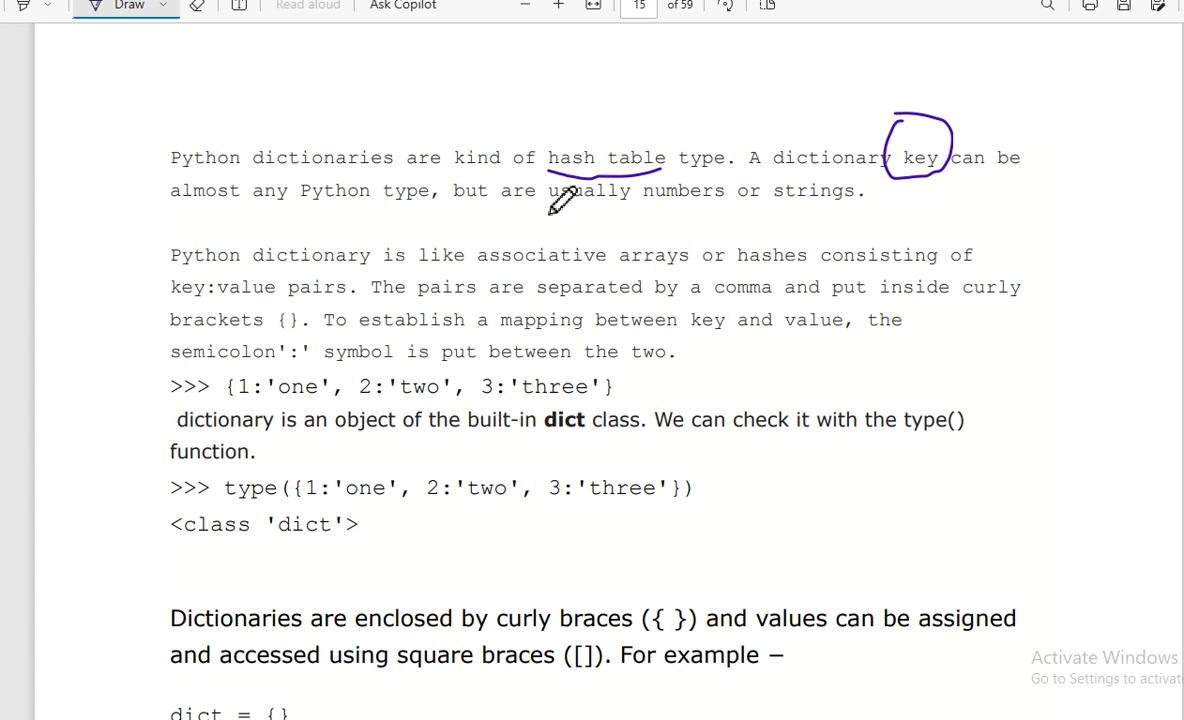 Draw
Read aloud
Ask Copilot
15 of 59
Python dictionaries are kind of hash table type. A dictionary key can be
almost any Python type, but are usually numbers or strings.
Python dictionary is like associative arrays or hashes consisting of
key:value pairs. The pairs are separated by a comma and put inside curly
brackets {}. To establish a mapping between key and value, the
semicolon':' symbol is put between the two.
>>> {1:'one', 2:'two', 3:'three'}
dictionary is an object of the built-in dict class. We can check it with the type()
function.
>>> type({1:'one', 2:'two', 3:'three'})
<class 'dict'>
Dictionaries are enclosed by curly braces ({ }) and values can be assigned
and accessed using square braces ([]). For example −
Activate Windows
Go to Settings to activat
dict = {}